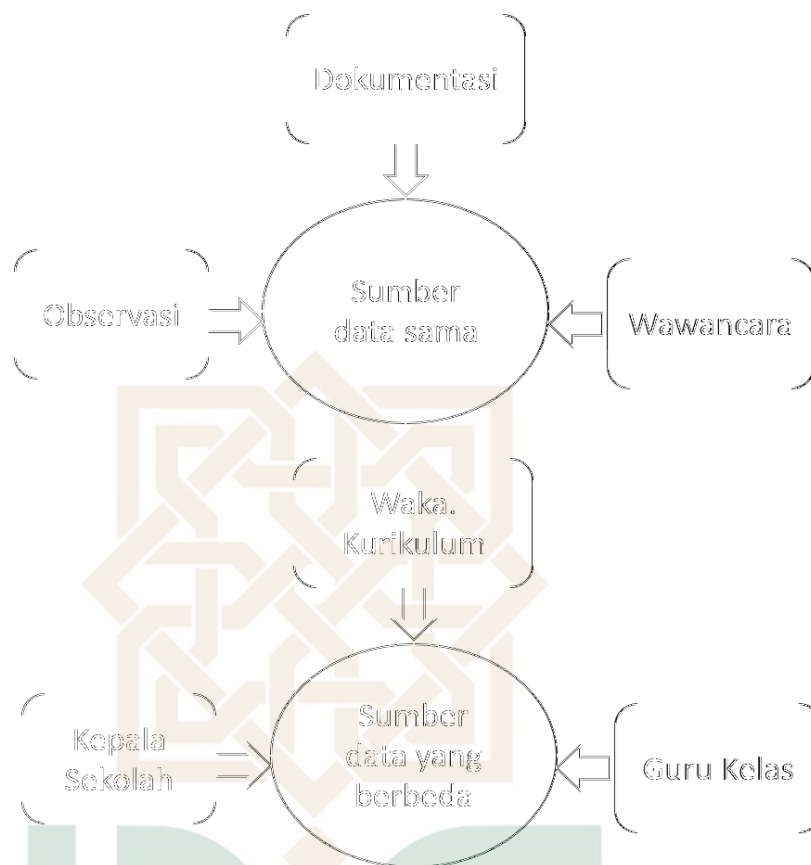 Dokumentasi
Observasi
Sumber
data sama
Wawancara
Waka.
Kurikulum
Kepala
Sekolah
Sumber
data yang
berbeda
Guru Kelas